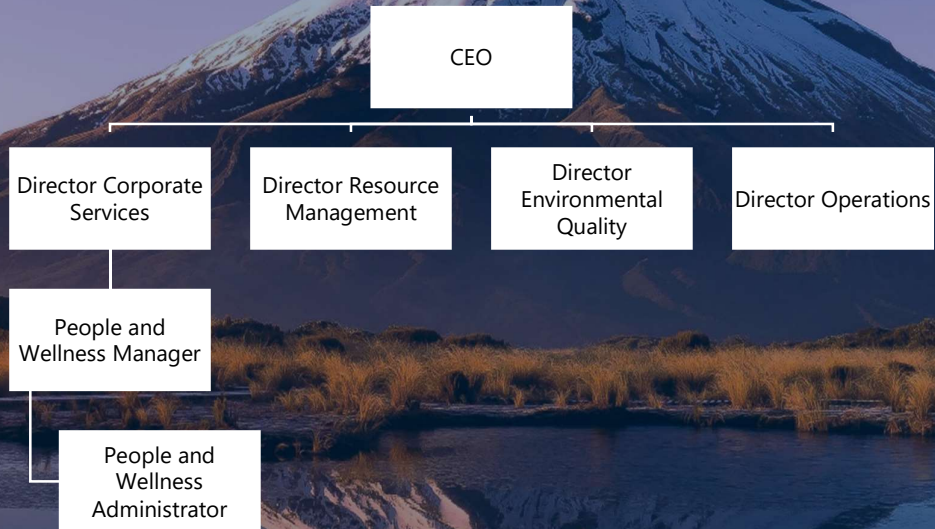 CEO
Director Corporate
Services
Director Resource
Management
Director
Environmental
Quality
Director Operations
People and
Wellness Manager
People and
Wellness
Administrator